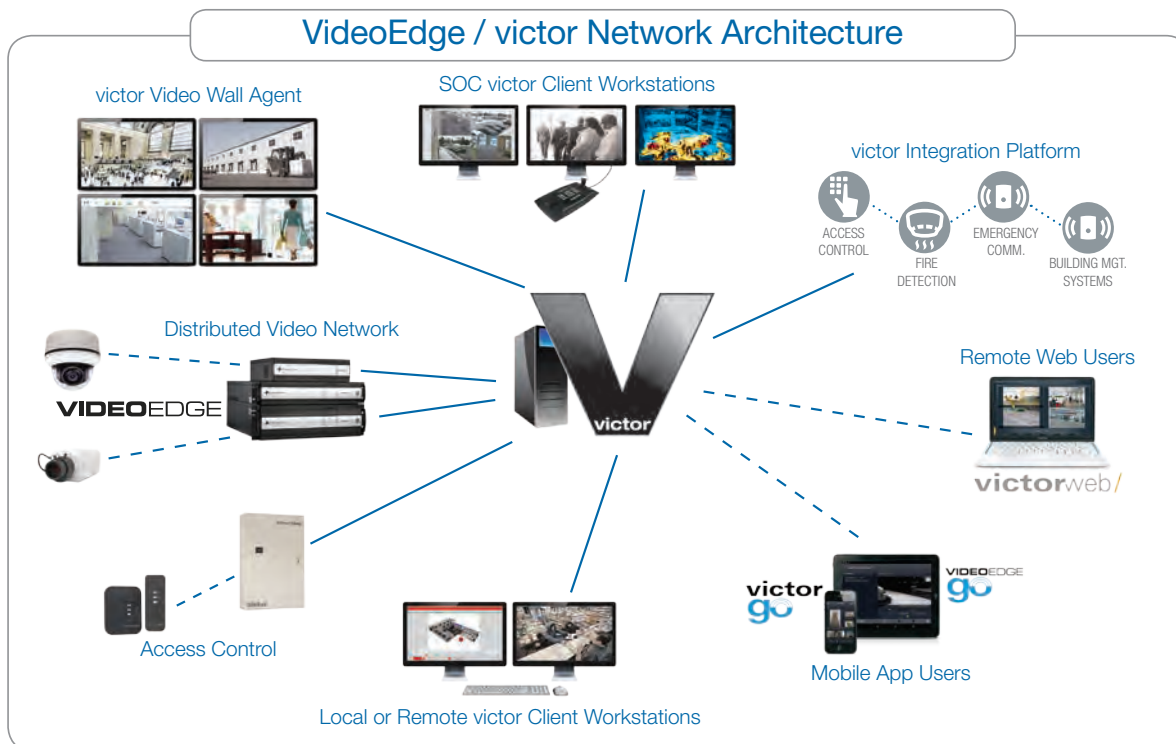 VideoEdge / victor Network Architecture
victor Video Wall Agent
SOC victor Client Workstations
victor Integration Platform
ACCESS
CONTROL
FIRE
DETECTION
EMERGENCY
COMM.
BUILDING MGT.
SYSTEMS
Distributed Video Network
VIDEOEDGE
victor
Remote Web Users
victorweb/
Access Control
Local or Remote victor Client Workstations
victor
go
VIDEOEDGE
go
Mobile App Users